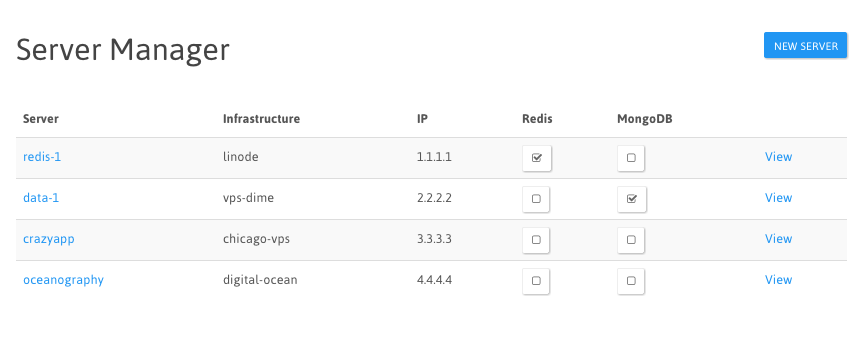 Server Manager
NEW SERVER
Server Infrastructure IP Redis MongoDB
redis-1 linode 1.1.1.1 View
data-1 vps-dime 2.2.2.2 View
crazyapp chicago-vps 3.3.3.3 View
oceanography digital-ocean 4.4.4.4 View